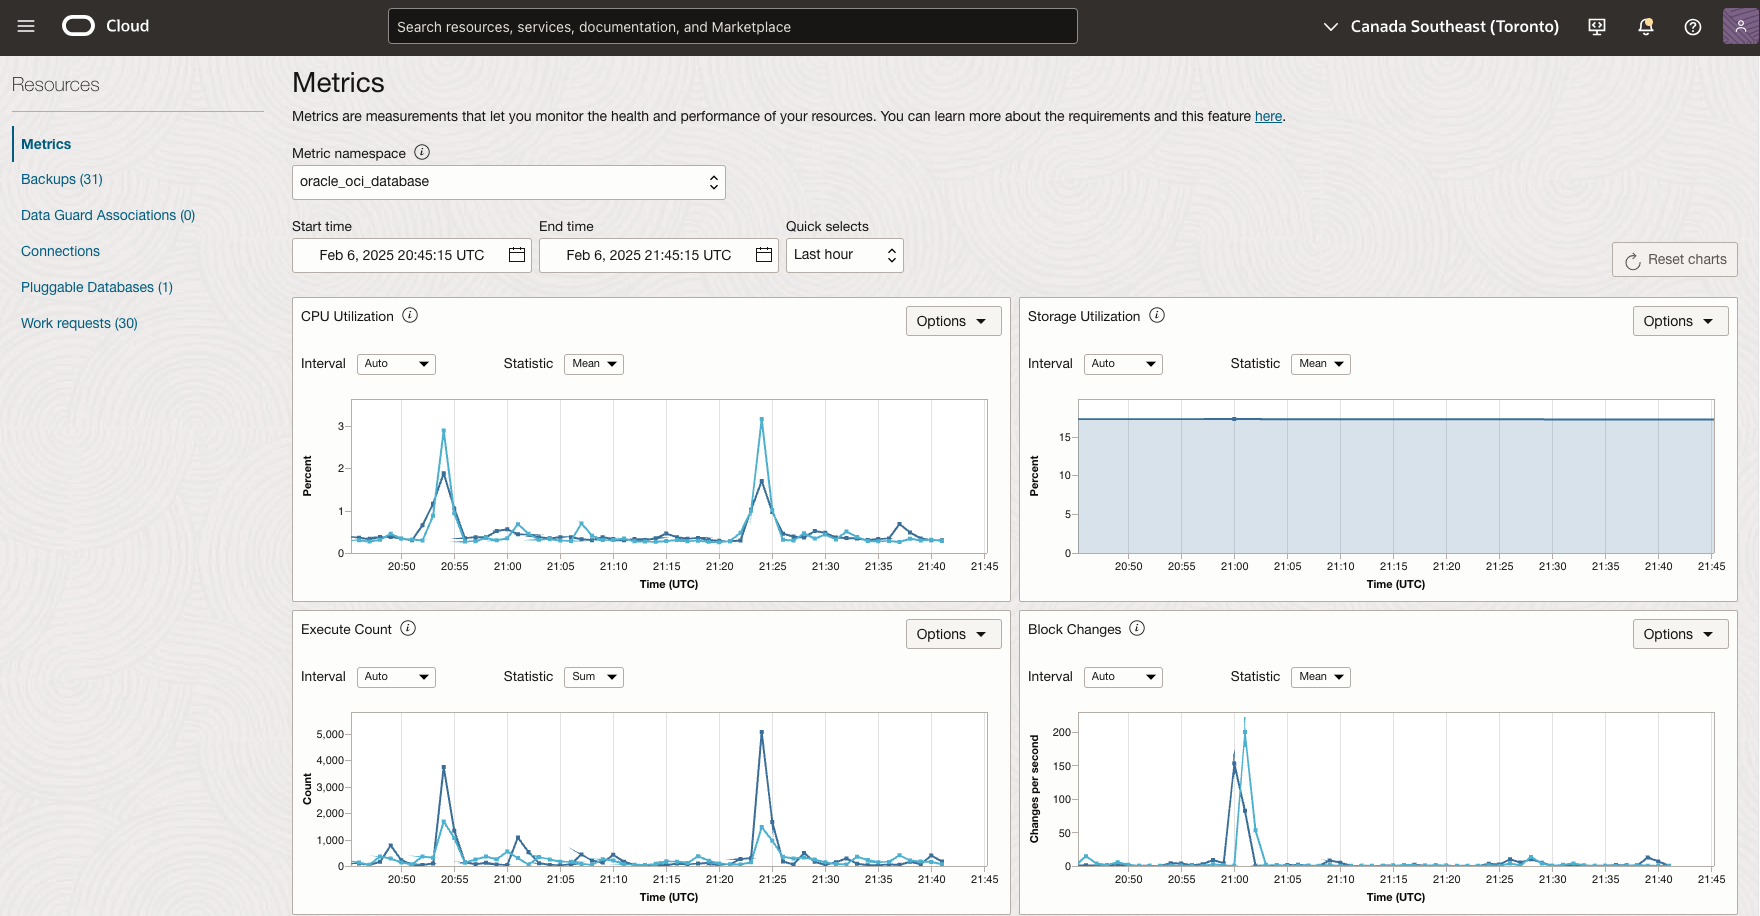 Cloud
Search resources, services, documentation, and Marketplace
Canada Southeast (Toronto)
Resources
Metrics
Backups (31)
Data Guard Associations (0)
Connections
Pluggable Databases (1)
Work requests (30)
Metrics
Metrics are measurements that let you monitor the health and performance of your resources. You can learn more about the requirements and this feature here.
Metric namespace
oracle_oci_database
Start time End time Quick selects
Feb 6, 2025 20:45:15 UTC Feb 6, 2025 21:45:15 UTC Last hour
Reset charts
CPU Utilization Options
Interval Auto Statistic Mean
Percent
3
2
1
0
20:50 20:55 21:00 21:05 21:10 21:15 21:20 21:25 21:30 21:35 21:40 21:45
Time (UTC)
Storage Utilization Options
Interval Auto Statistic Mean
Percent
15
10
5
0
20:50 20:55 21:00 21:05 21:10 21:15 21:20 21:25 21:30 21:35 21:40 21:45
Time (UTC)
Execute Count Options
Interval Auto Statistic Sum
Count
5,000
4,000
3,000
2,000
1,000
0
20:50 20:55 21:00 21:05 21:10 21:15 21:20 21:25 21:30 21:35 21:40 21:45
Time (UTC)
Block Changes Options
Interval Auto Statistic Mean
Changes per second
200
150
100
50
0
20:50 20:55 21:00 21:05 21:10 21:15 21:20 21:25 21:30 21:35 21:40 21:45
Time (UTC)